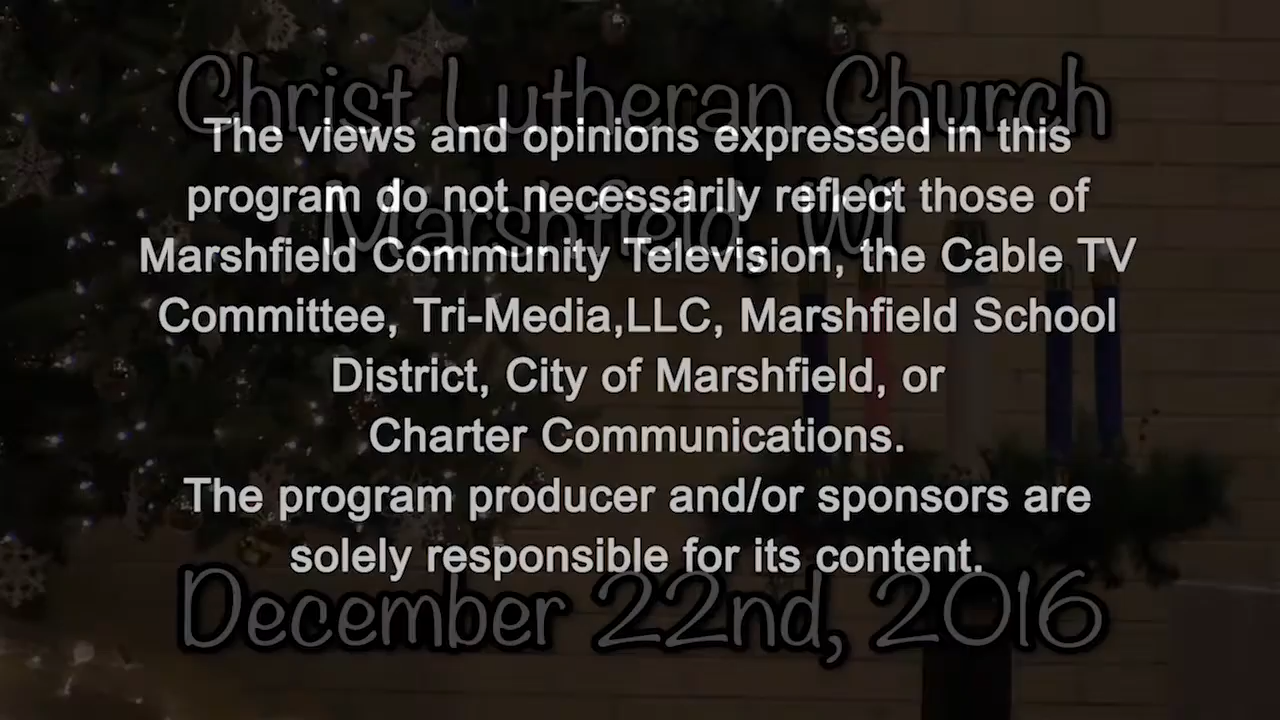 Christ Lutheran Church
The views and opinions expressed in this
program do not necessarily reflect those of
Marshfield, WI
Marshfield Community Television, the Cable TV
Committee, Tri-Media,LLC, Marshfield School
District, City of Marshfield, or
Charter Communications.
The program producer and/or sponsors are
solely responsible for its content.
December 22nd, 2016